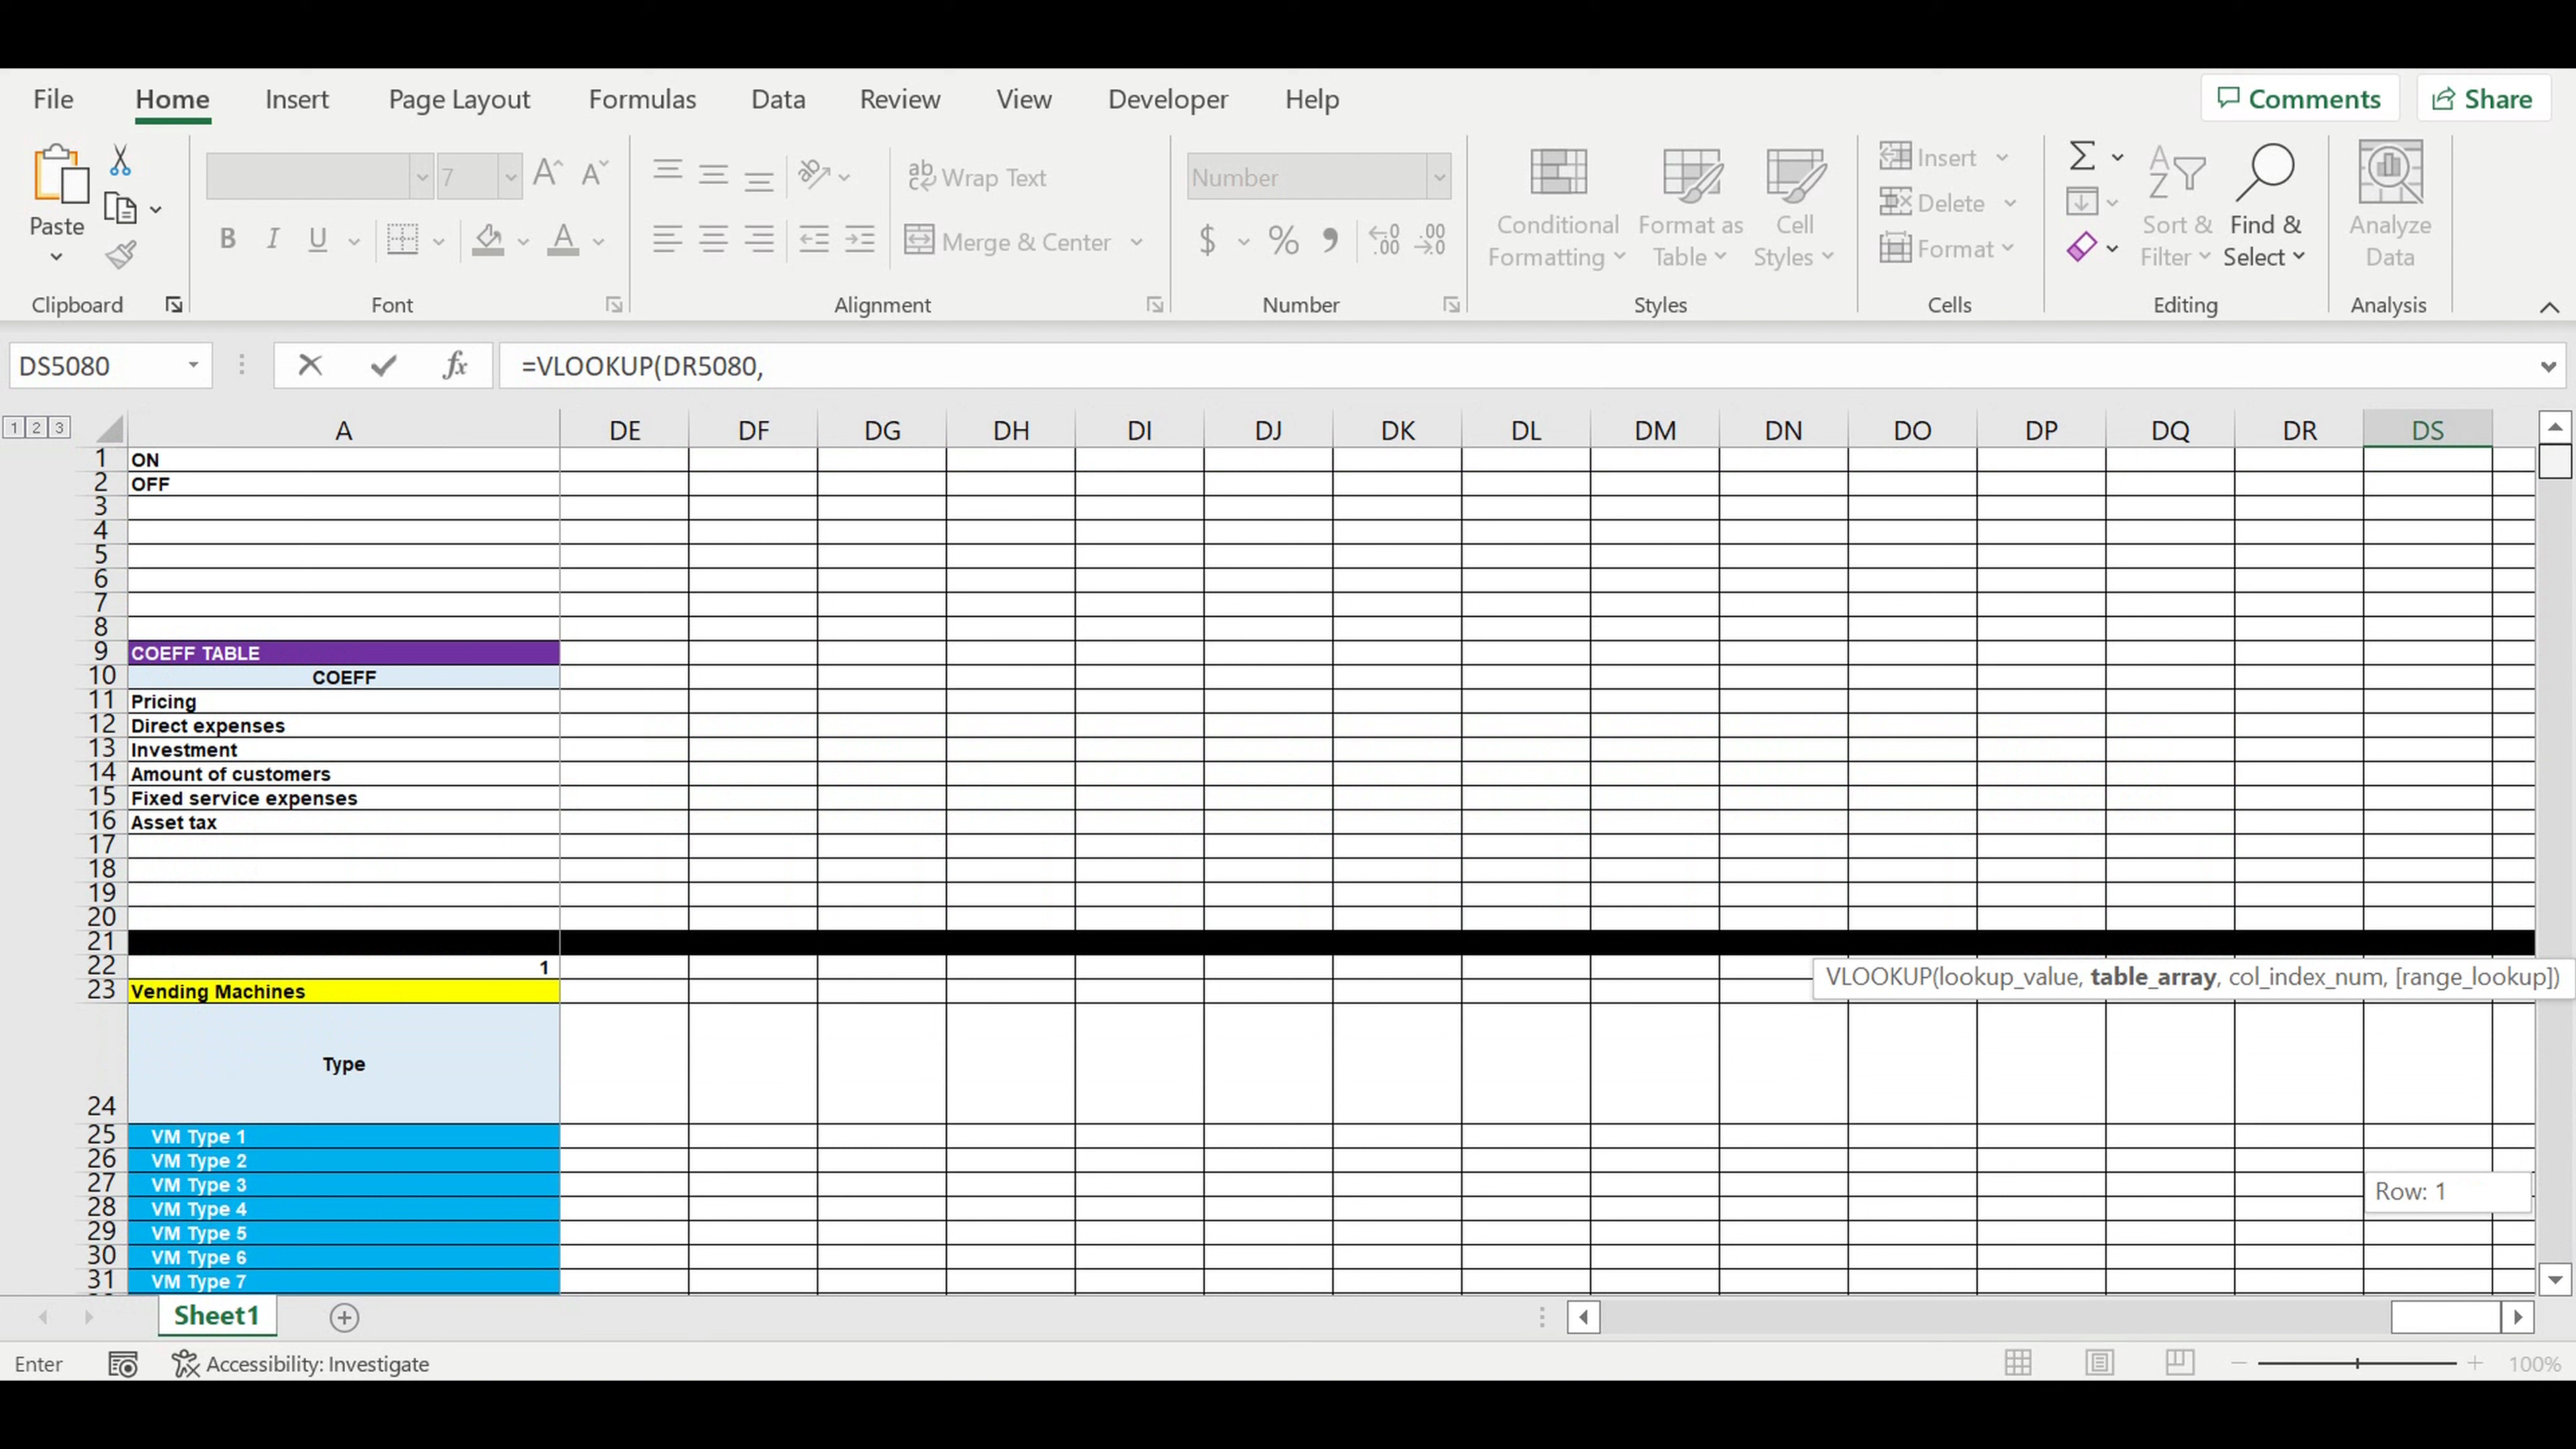 File Home Insert Page Layout Formulas Data Review View Developer Help Comments Share
Paste
7
Wrap Text
Merge & Center
Number
Conditional Formatting
Format as Table
Cell Styles
Insert
Delete
Format
Sort & Filter
Find & Select
Analyze Data
Clipboard Font Alignment Number Styles Cells Editing Analysis
DS5080 fx =VLOOKUP(DR5080,
1 2 3 A DE DF DG DH DI DJ DK DL DM DN DO DP DQ DR DS
1 ON
2 OFF
3
4
5
6
7
8
9 COEFF TABLE
10 COEFF
11 Pricing
12 Direct expenses
13 Investment
14 Amount of customers
15 Fixed service expenses
16 Asset tax
17
18
19
20
21
22 1
VLOOKUP(lookup_value, table_array, col_index_num, [range_lookup])
23 Vending Machines
24 Type
25 VM Type 1
26 VM Type 2
27 VM Type 3
Row: 1
28 VM Type 4
29 VM Type 5
30 VM Type 6
31 VM Type 7
Sheet1
Enter Accessibility: Investigate 100%